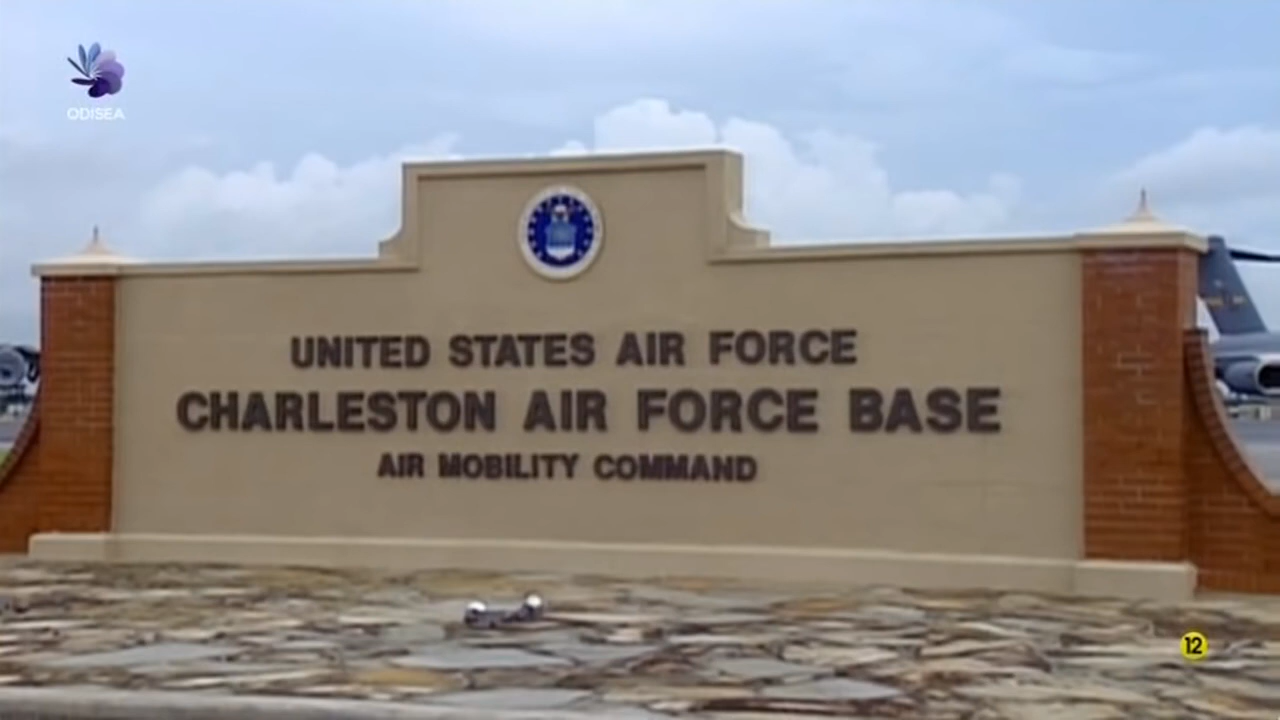 ODISEA
UNITED STATES AIR FORCE
CHARLESTON AIR FORCE BASE
AIR MOBILITY COMMAND
12